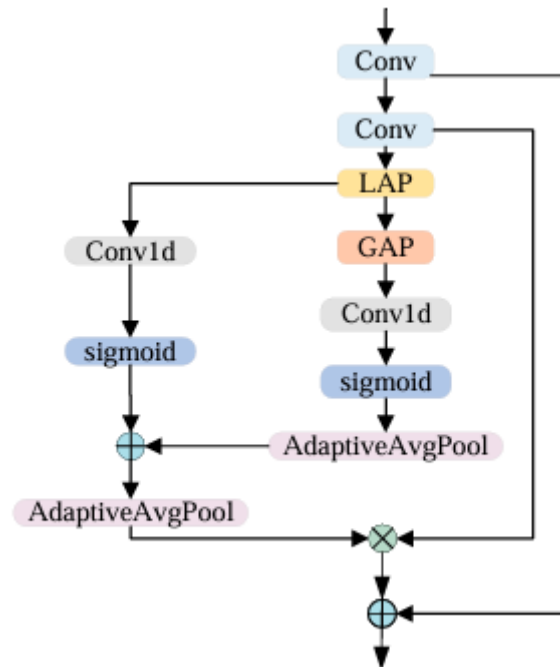 Conv
Conv
LAP
Conv1d
GAP
Conv1d
sigmoid
sigmoid
AdaptiveAvgPool
AdaptiveAvgPool